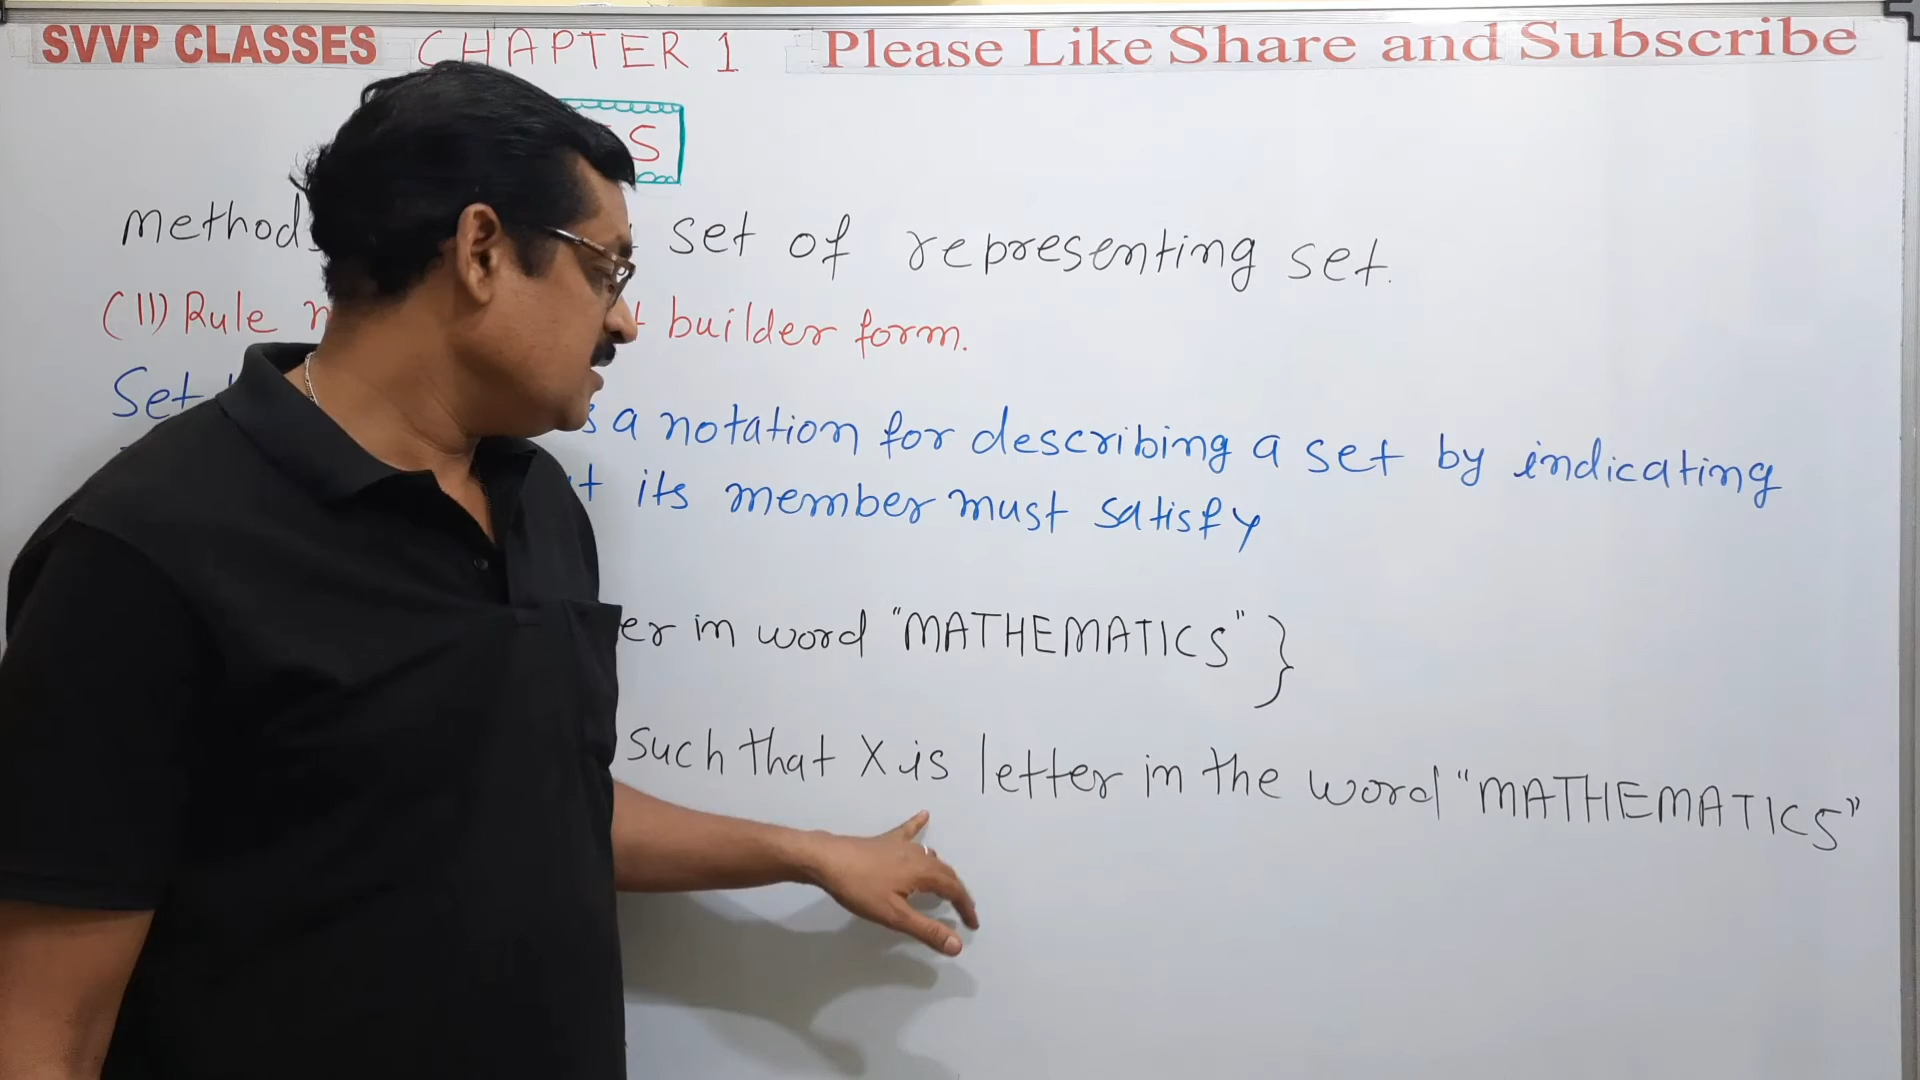 SVVP CLASSES CHAPTER 1 Please Like Share and Subscribe
S
Methods set of representing set.
(II) Rule builder form.
Set a notation for describing a set by indicating
its member must satisfy
in word "MATHEMATICS" }
such that X is letter in the word "MATHEMATICS"